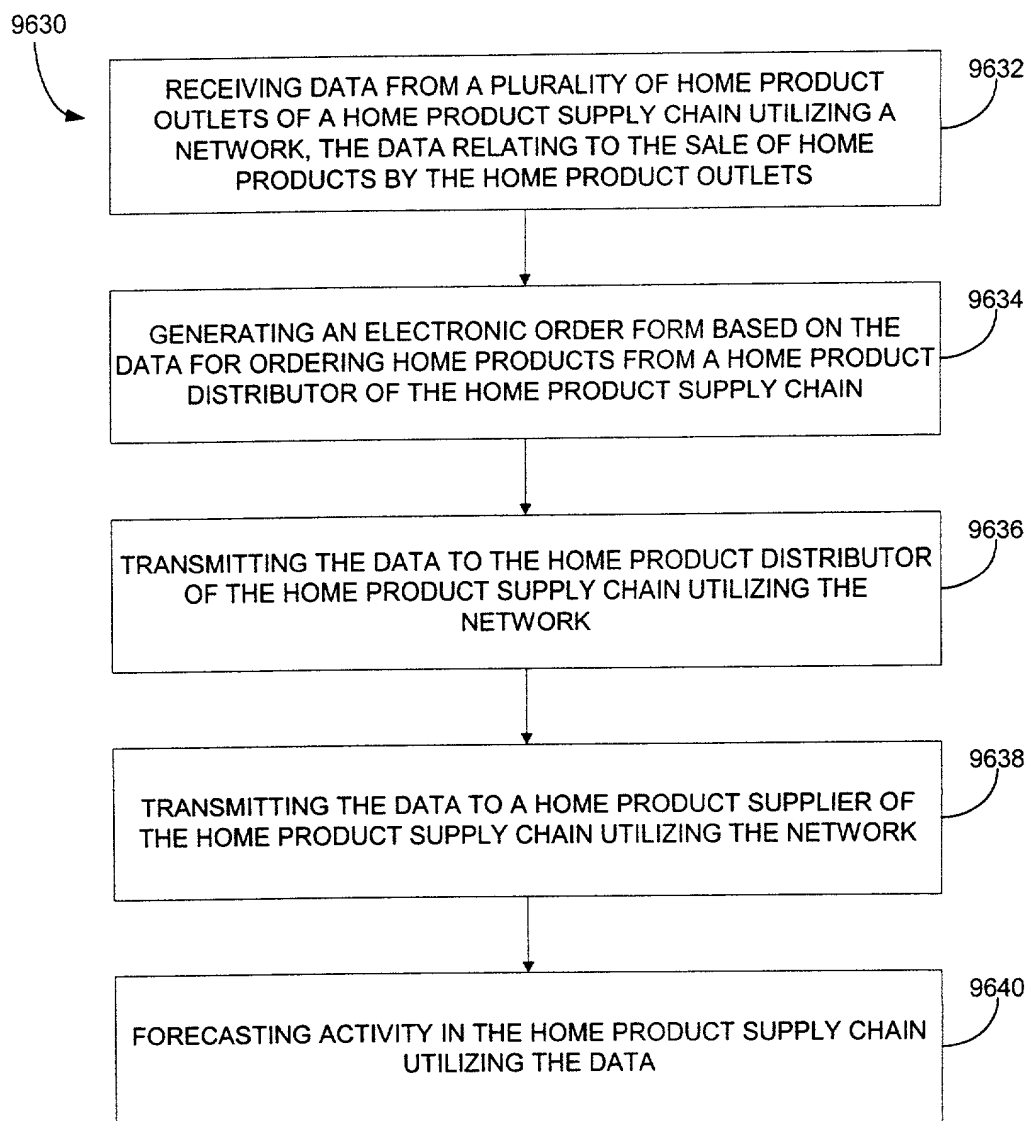 9630
9632
RECEIVING DATA FROM A PLURALITY OF HOME PRODUCT
OUTLETS OF A HOME PRODUCT SUPPLY CHAIN UTILIZING A
NETWORK, THE DATA RELATING TO THE SALE OF HOME
PRODUCTS BY THE HOME PRODUCT OUTLETS
9634
GENERATING AN ELECTRONIC ORDER FORM BASED ON THE
DATA FOR ORDERING HOME PRODUCTS FROM A HOME PRODUCT
DISTRIBUTOR OF THE HOME PRODUCT SUPPLY CHAIN
9636
TRANSMITTING THE DATA TO THE HOME PRODUCT DISTRIBUTOR
OF THE HOME PRODUCT SUPPLY CHAIN UTILIZING THE
NETWORK
9638
TRANSMITTING THE DATA TO A HOME PRODUCT SUPPLIER OF
THE HOME PRODUCT SUPPLY CHAIN UTILIZING THE NETWORK
9640
FORECASTING ACTIVITY IN THE HOME PRODUCT SUPPLY CHAIN
UTILIZING THE DATA